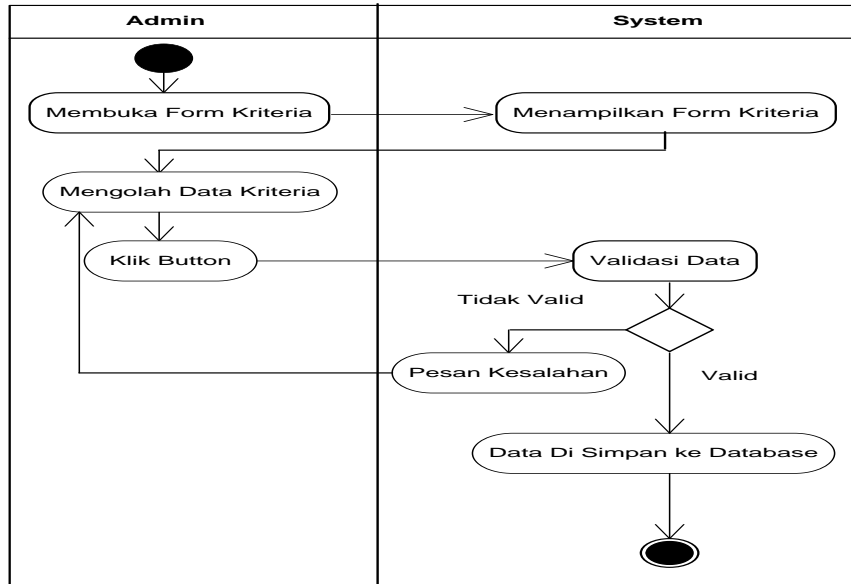 Admin
System
Membuka Form Kriteria
Menampilkan Form Kriteria
Mengolah Data Kriteria
Klik Button
Validasi Data
Tidak Valid
Pesan Kesalahan
Valid
Data Di Simpan ke Database